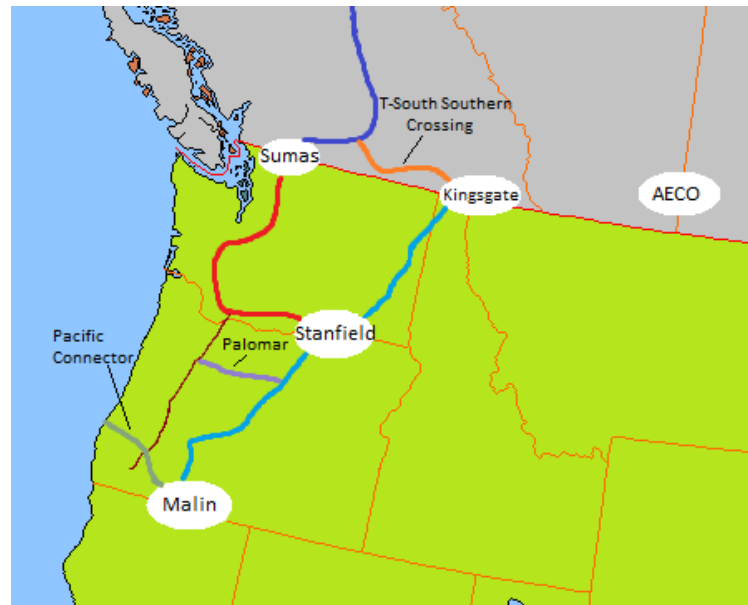 T-South Southern
Crossing
Sumas
Kingsgate
AECO
Stanfield
Pacific
Connector
Palomar
Malin